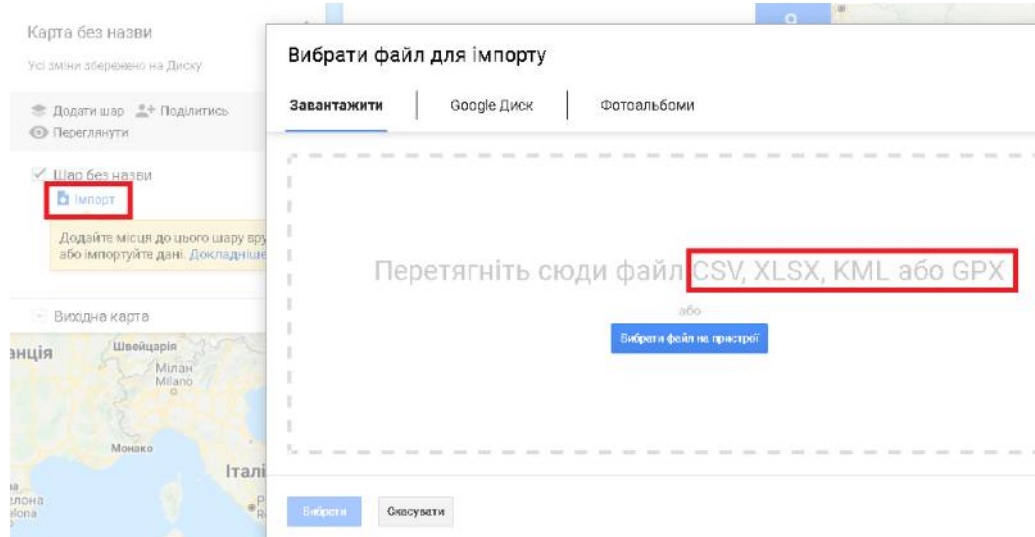 Карта без назви
Усі зміни збережено на Диску
Додати шар Поділитись
Переглянути
Шар без назви
Імпорт
Додайте місця до цього шару вру
або імпортуйте дані. Докладніше
Вихідна карта
анція
Швейцарія
Мілан
Milano
Монако
Італі
елона
elona
Вибрати файл для імпорту
Завантажити
Google Диск
Фотоальбоми
Перетягніть сюди файл CSV, XLSX, KML або GPX
або
Вибрати файл на пристрої
Вибрати
Скасувати